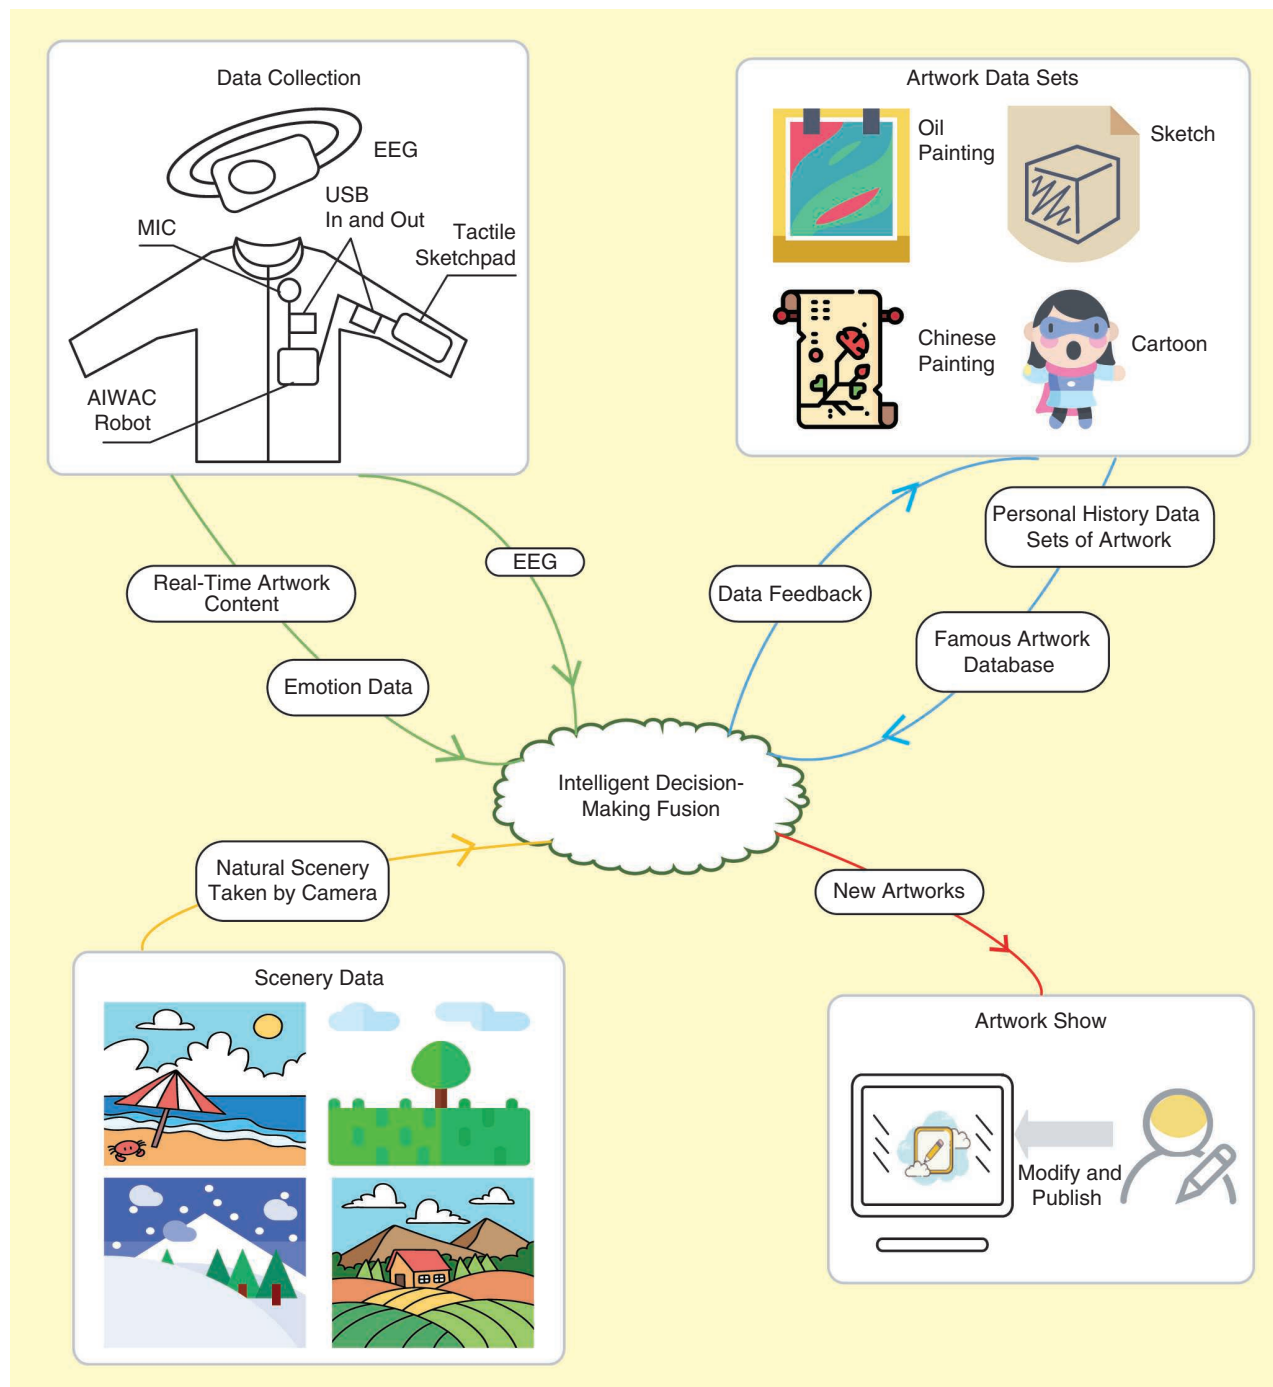 Data Collection
EEG
USB
In and Out
MIC
Tactile
Sketchpad
AIWAC
Robot
Artwork Data Sets
Oil
Painting
Sketch
Chinese
Painting
Cartoon
Real-Time Artwork
Content
Emotion Data
EEG
Data Feedback
Personal History Data
Sets of Artwork
Famous Artwork
Database
Intelligent Decision-
Making Fusion
Natural Scenery
Taken by Camera
New Artworks
Scenery Data
Artwork Show
Modify and
Publish